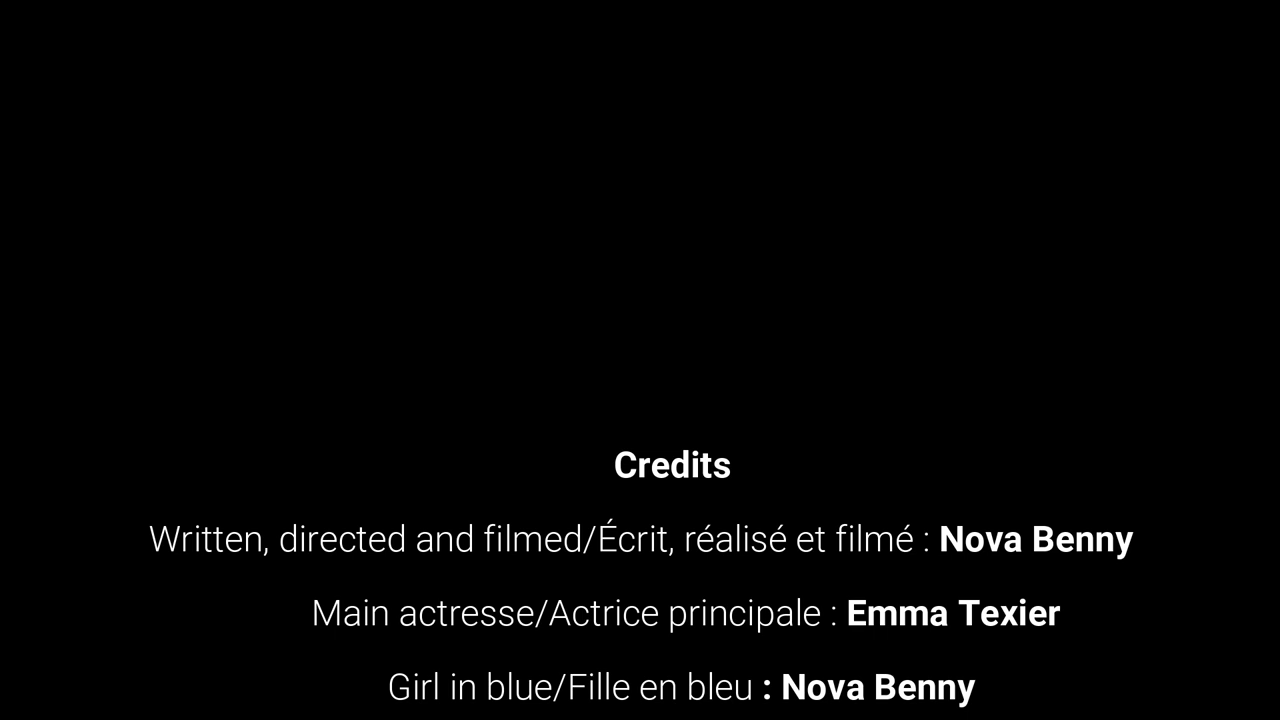 Credits
Written, directed and filmed/Écrit, réalisé et filmé : Nova Benny
Main actresse/Actrice principale : Emma Texier
Girl in blue/Fille en bleu : Nova Benny